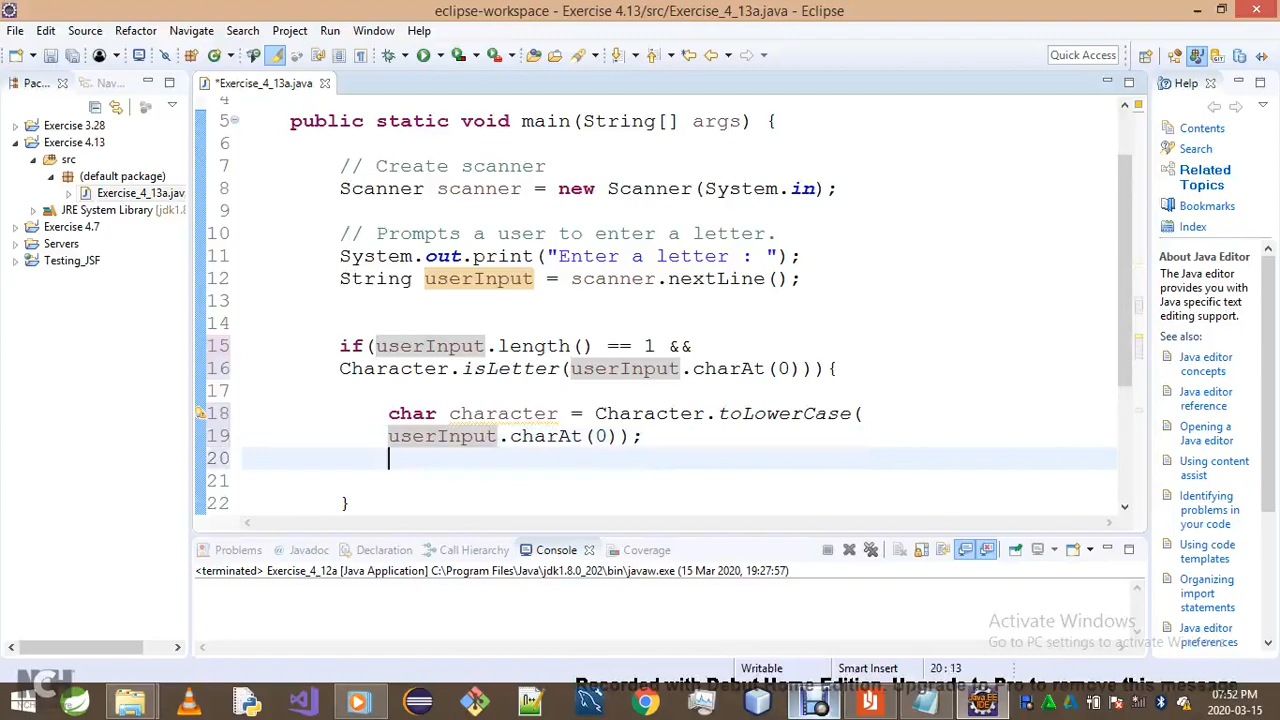 eclipse-workspace - Exercise 4.13/src/Exercise_4_13a.java - Eclipse
File Edit Source Refactor Navigate Search Project Run Window Help
Quick Access
Pac... Nav...
*Exercise_4_13a.java
Help
Exercise 3.28
Exercise 4.13
src
(default package)
Exercise_4_13a.jav
JRE System Library [jdk1.8
Exercise 4.7
Servers
Testing_JSF
4
5 public static void main(String[] args) {
6
7 // Create scanner
8 Scanner scanner = new Scanner(System.in);
9
10 // Prompts a user to enter a letter.
11 System.out.print("Enter a letter : ");
12 String userInput = scanner.nextLine();
13
14
15 if(userInput.length() == 1 &&
16 Character.isLetter(userInput.charAt(0))){
17
18 char character = Character.toLowerCase(
19 userInput.charAt(0));
20
21
22 }
Contents
Search
Related
Topics
Bookmarks
Index
About Java Editor
The Java editor
provides you with
Java specific text
editing support.
See also:
Java editor
concepts
Opening a
Java editor
reference
Using content
assist
Identifying
problems in
your code
Using code
templates
Organizing
import
statements
Java editor
preferences
Problems Javadoc Declaration Call Hierarchy Console Coverage
<terminated> Exercise_4_12a [Java Application] C:\Program Files\Java\jdk1.8.0_202\bin\javaw.exe (15 Mar 2020, 19:27:57)
Activate Windows
Go to PC settings to activate Windows.
Writable Smart Insert 20 : 13
NCH
Recorded with Debut Home Edition. Upgrade to Pro to remove this message
JAVA EE
IDE
07:52 PM
2020-03-15